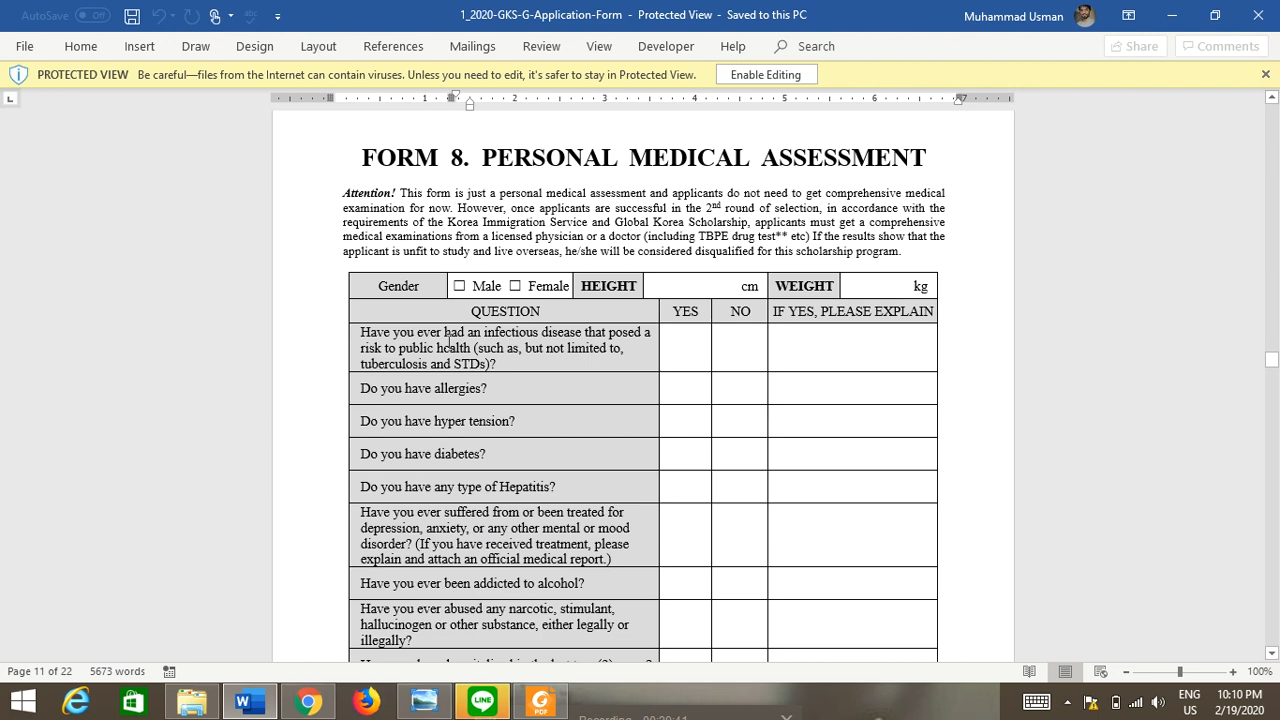 AutoSave Off
1_2020-GKS-G-Application-Form - Protected View - Saved to this PC
Muhammad Usman
File Home Insert Draw Design Layout References Mailings Review View Developer Help Search Share Comments
PROTECTED VIEW Be careful—files from the Internet can contain viruses. Unless you need to edit, it's safer to stay in Protected View. Enable Editing
1 2 3 4 5 6 7
FORM 8. PERSONAL MEDICAL ASSESSMENT
Attention! This form is just a personal medical assessment and applicants do not need to get comprehensive medical
examination for now. However, once applicants are successful in the 2nd round of selection, in accordance with the
requirements of the Korea Immigration Service and Global Korea Scholarship, applicants must get a comprehensive
medical examinations from a licensed physician or a doctor (including TBPE drug test** etc) If the results show that the
applicant is unfit to study and live overseas, he/she will be considered disqualified for this scholarship program.
Gender ☐ Male ☐ Female HEIGHT cm WEIGHT kg
QUESTION YES NO IF YES, PLEASE EXPLAIN
Have you ever had an infectious disease that posed a
risk to public health (such as, but not limited to,
tuberculosis and STDs)?
Do you have allergies?
Do you have hyper tension?
Do you have diabetes?
Do you have any type of Hepatitis?
Have you ever suffered from or been treated for
depression, anxiety, or any other mental or mood
disorder? (If you have received treatment, please
explain and attach an official medical report.)
Have you ever been addicted to alcohol?
Have you ever abused any narcotic, stimulant,
hallucinogen or other substance, either legally or
illegally?
Page 11 of 22 5673 words 100%
LINE
PDF
ENG
US
10:10 PM
2/19/2020